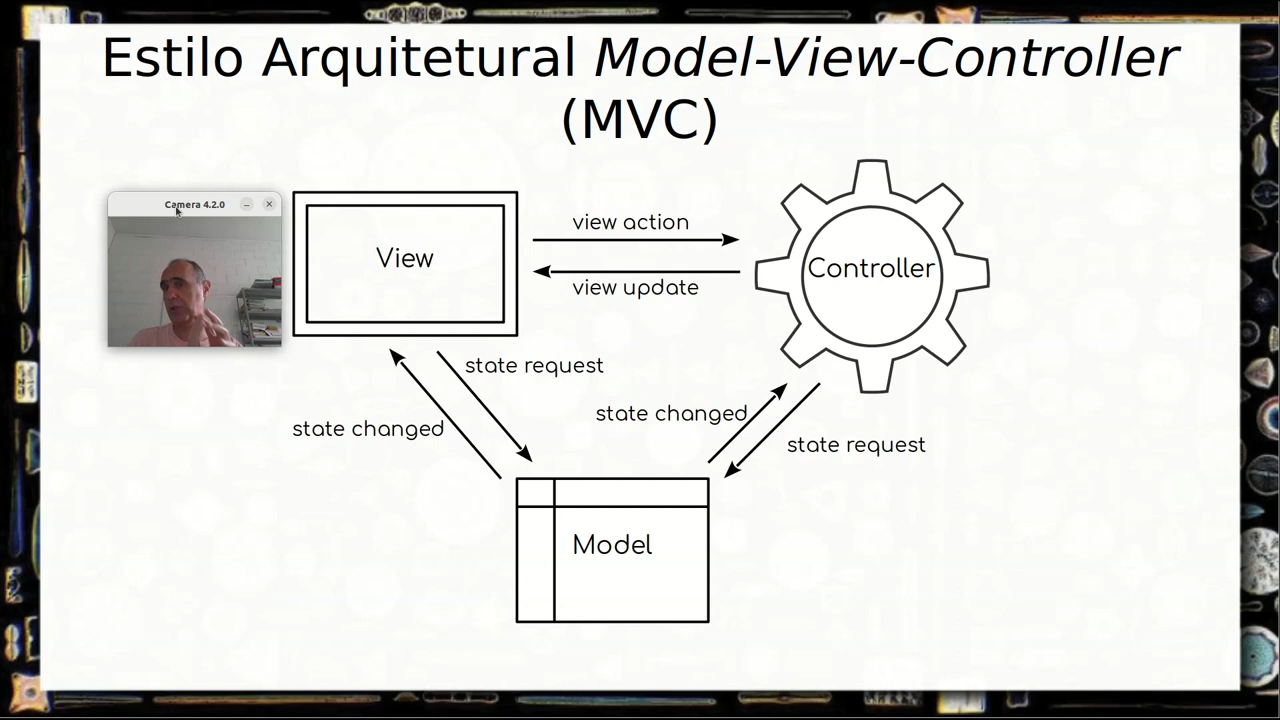 Estilo Arquitetural Model-View-Controller
(MVC)
Camera 4.2.0
View
view action
view update
Controller
state request
state changed
state changed
state request
Model